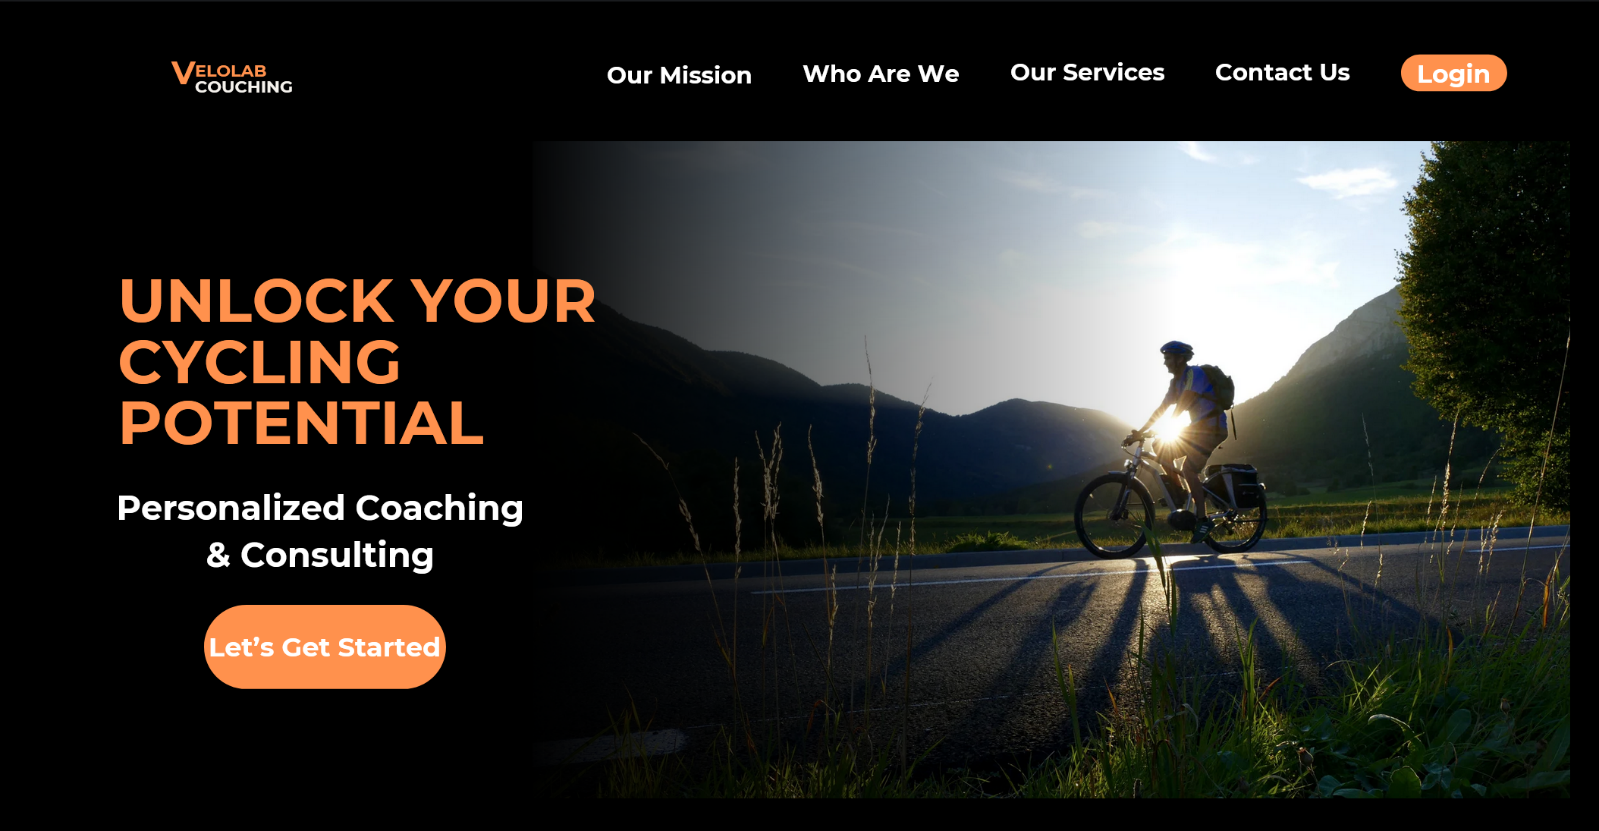 VELOLAB
COUCHING
Our Mission
Who Are We
Our Services
Contact Us
Login
UNLOCK YOUR
CYCLING
POTENTIAL
Personalized Coaching
& Consulting
Let’s Get Started